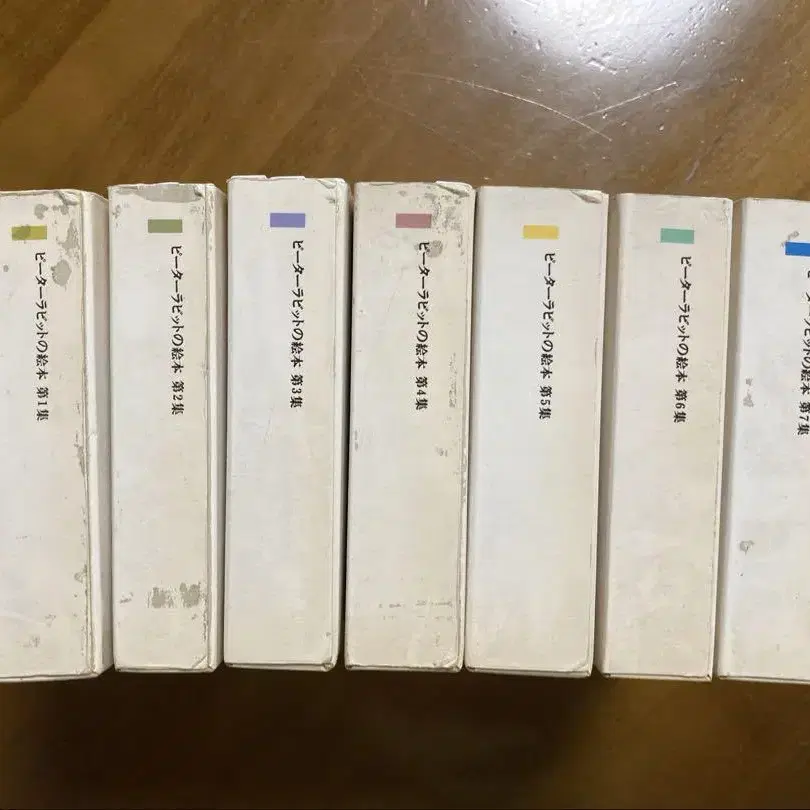 ピーターラビットの絵本 第1集
ピーターラビットの絵本 第2集
ピーターラビットの絵本 第3集
ピーターラビットの絵本 第4集
ピーターラビットの絵本 第5集
ピーターラビットの絵本 第6集
ピーターラビットの絵本 第7集